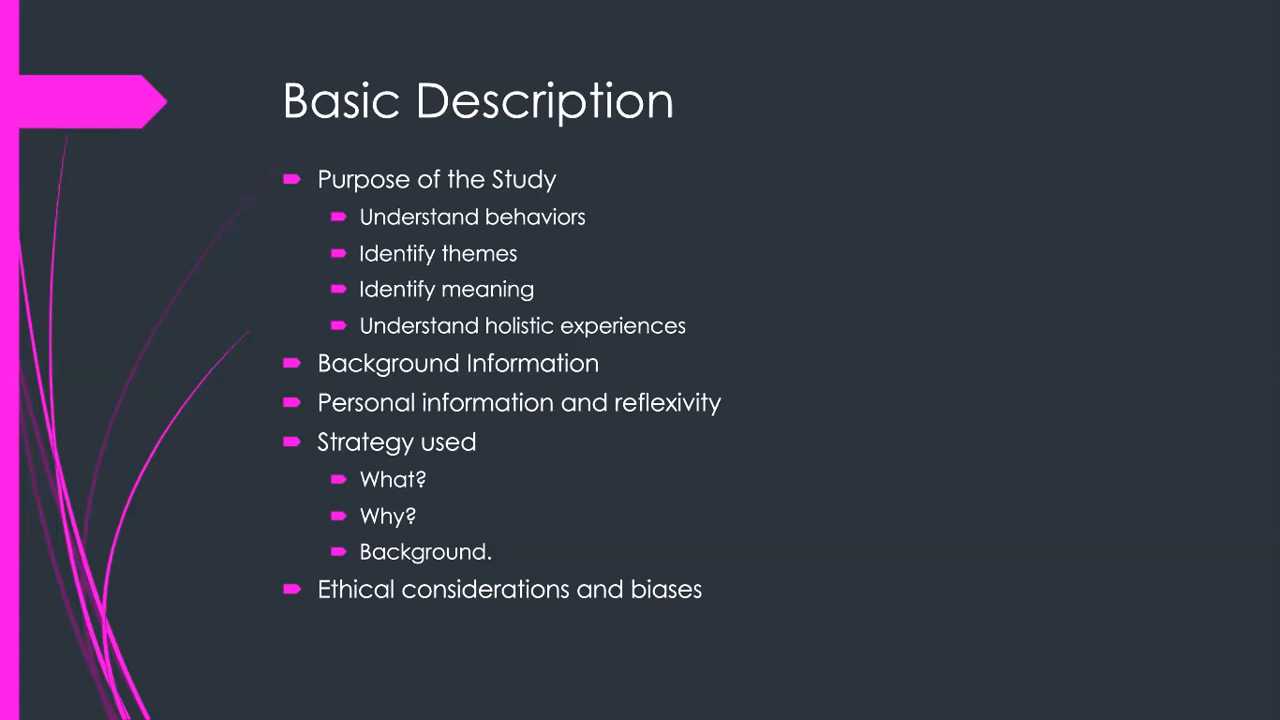 Basic Description
Purpose of the Study
Understand behaviors
Identify themes
Identify meaning
Understand holistic experiences
Background Information
Personal information and reflexivity
Strategy used
What?
Why?
Background.
Ethical considerations and biases